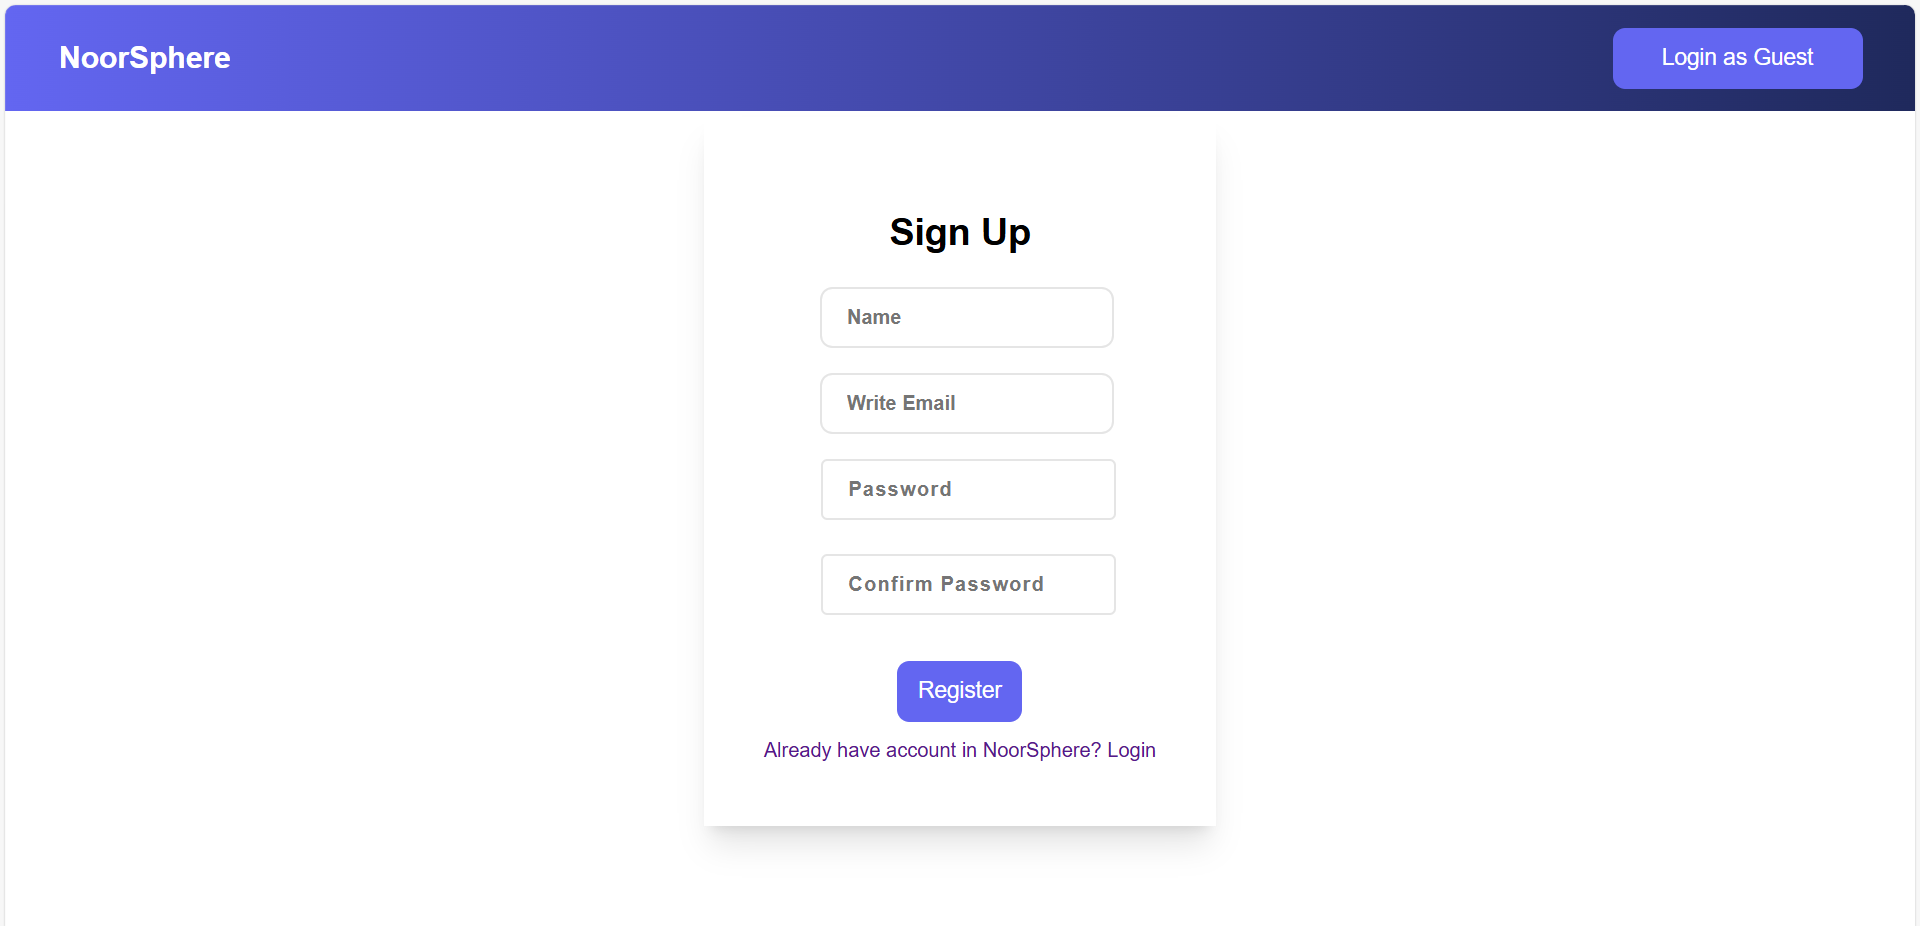 NoorSphere
Login as Guest
Sign Up
Name
Write Email
Password
Confirm Password
Register
Already have account in NoorSphere? Login